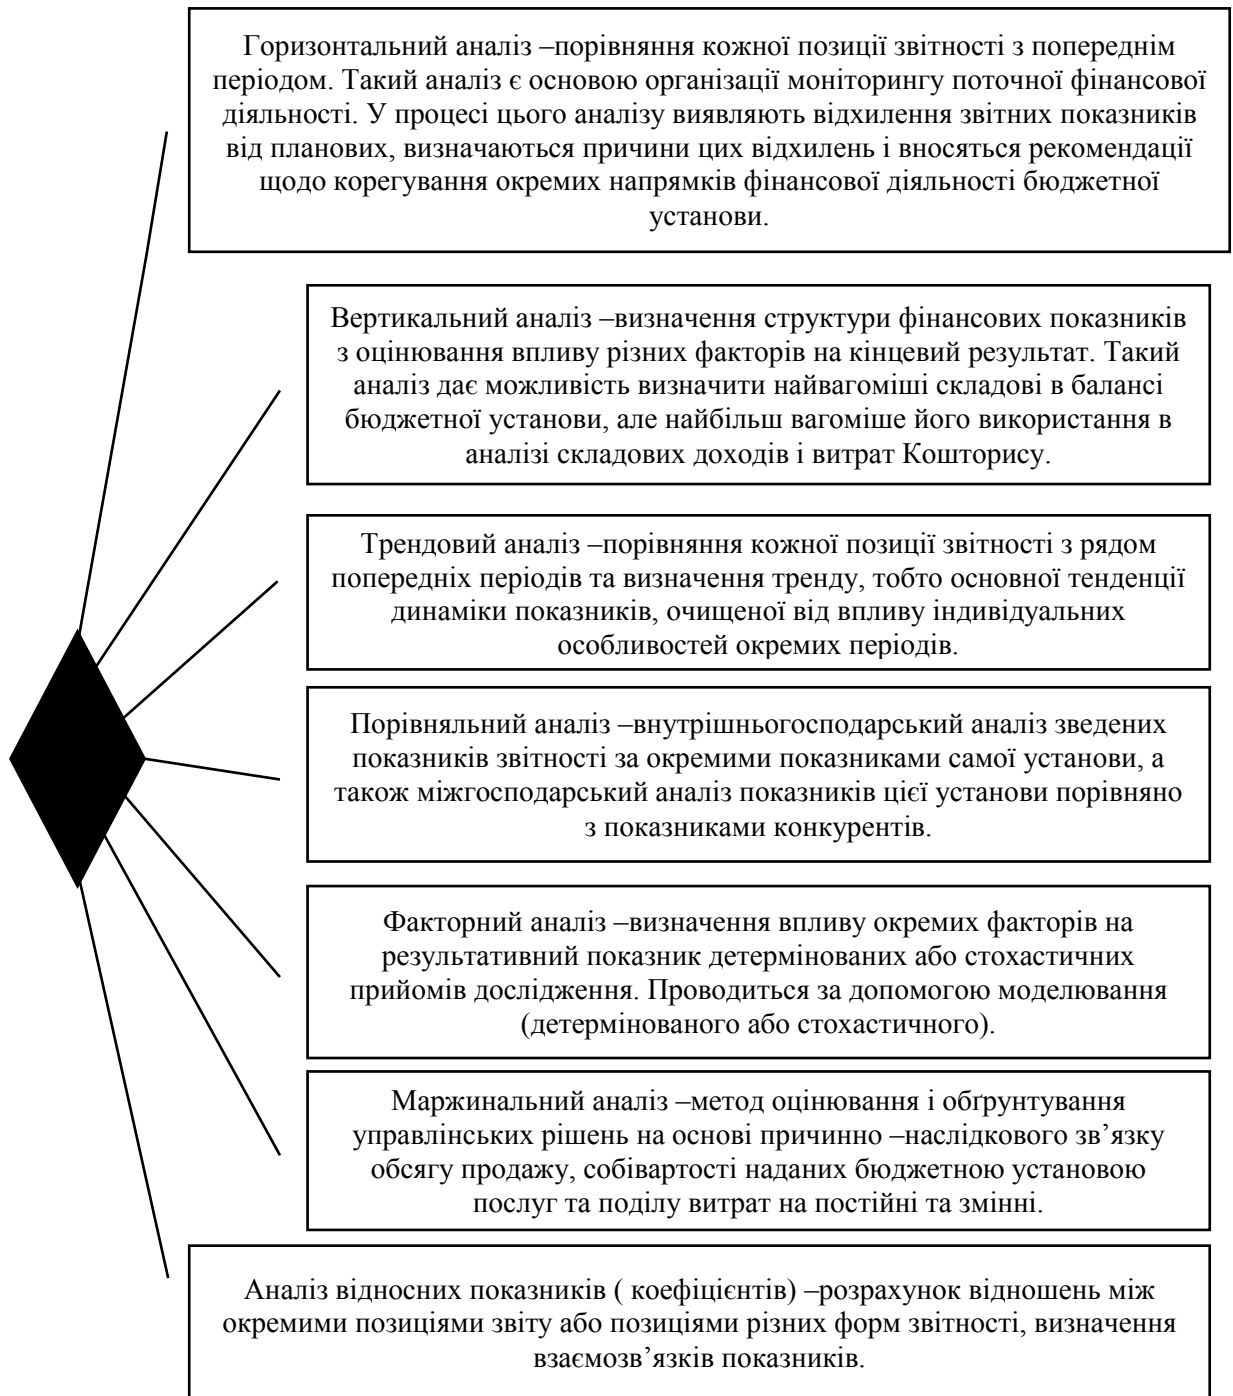 Горизонтальний аналіз –порівняння кожної позиції звітності з попереднім
періодом. Такий аналіз є основою організації моніторингу поточної фінансової
діяльності. У процесі цього аналізу виявляють відхилення звітних показників
від планових, визначаються причини цих відхилень і вносяться рекомендації
щодо корегування окремих напрямків фінансової діяльності бюджетної
установи.
Вертикальний аналіз –визначення структури фінансових показників
з оцінювання впливу різних факторів на кінцевий результат. Такий
аналіз дає можливість визначити найвагоміші складові в балансі
бюджетної установи, але найбільш вагоміше його використання в
аналізі складових доходів і витрат Кошторису.
Трендовий аналіз –порівняння кожної позиції звітності з рядом
попередніх періодів та визначення тренду, тобто основної тенденції
динаміки показників, очищеної від впливу індивідуальних
особливостей окремих періодів.
Порівняльний аналіз –внутрішньогосподарський аналіз зведених
показників звітності за окремими показниками самої установи, а
також міжгосподарський аналіз показників цієї установи порівняно
з показниками конкурентів.
Факторний аналіз –визначення впливу окремих факторів на
результативний показник детермінованих або стохастичних
прийомів дослідження. Проводиться за допомогою моделювання
(детермінованого або стохастичного).
Маржинальний аналіз –метод оцінювання і обґрунтування
управлінських рішень на основі причинно –наслідкового зв’язку
обсягу продажу, собівартості наданих бюджетною установою
послуг та поділу витрат на постійні та змінні.
Аналіз відносних показників ( коефіцієнтів) –розрахунок відношень між
окремими позиціями звіту або позиціями різних форм звітності, визначення
взаємозв’язків показників.